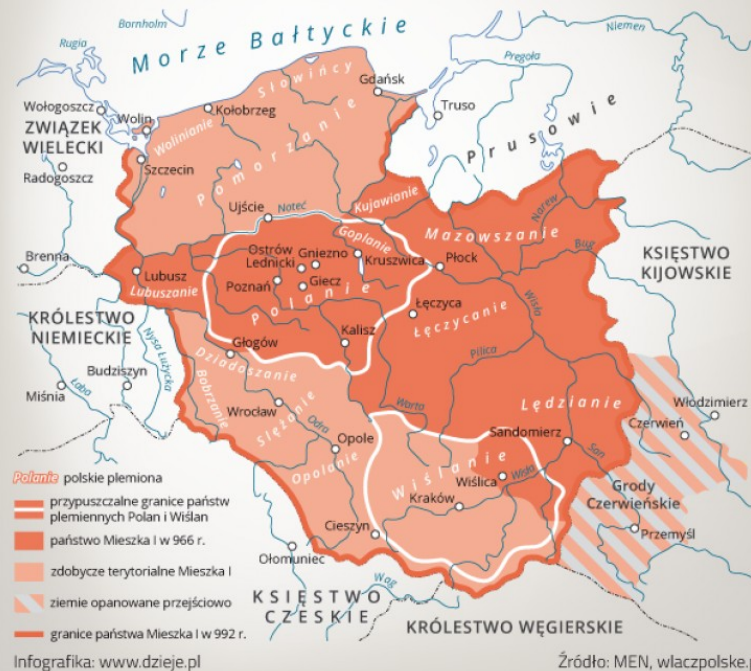 Bornholm
Morze Bałtyckie
Niemen
Rugia
Słowińcy
Gdańsk
Pregoła
Wołogoszcz
Wolin
Kołobrzeg
Truso
ZWIĄZEK
WIELECKI
Wolinianie
Prusowie
Radogoszcz
Szczecin
Pomorzanie
Ujście
Noteć
Kujawianie
Narew
Goplanie
Mazowszanie
Bug
Brenna
Ostrów
Lednicki
Gniezno
Kruszwica
Płock
KSIĘSTWO
KIJOWSKIE
Lubusz
Lubuszanie
Poznań
Giecz
Polanie
Łęczyca
Wisła
Łęczycanie
KRÓLESTWO
NIEMIECKIE
Nysa Łużycka
Głogów
Kalisz
Pilica
Dziadoszanie
Budziszyn
Miśnia
Łaba
Bobrzanie
Wrocław
Ślężanie
Odra
Warta
Lędzianie
Włodzimierz
Czerwień
Opole
Sandomierz
San
Opolanie
Wiślanie
Wiślica
Wisła
Kraków
Grody
Czerwieńskie
Cieszyn
Przemyśl
Ołomuniec
Wag
KSIĘSTWO
CZESKIE
KRÓLESTWO WĘGIERSKIE
Polanie polskie plemiona
przypuszczalne granice państw
plemiennych Polan i Wiślan
państwo Mieszka I w 966 r.
zdobycze terytorialne Mieszka I
ziemie opanowane przejściowo
granice państwa Mieszka I w 992 r.
Infografika: www.dzieje.pl
Źródło: MEN, wlaczpolske.